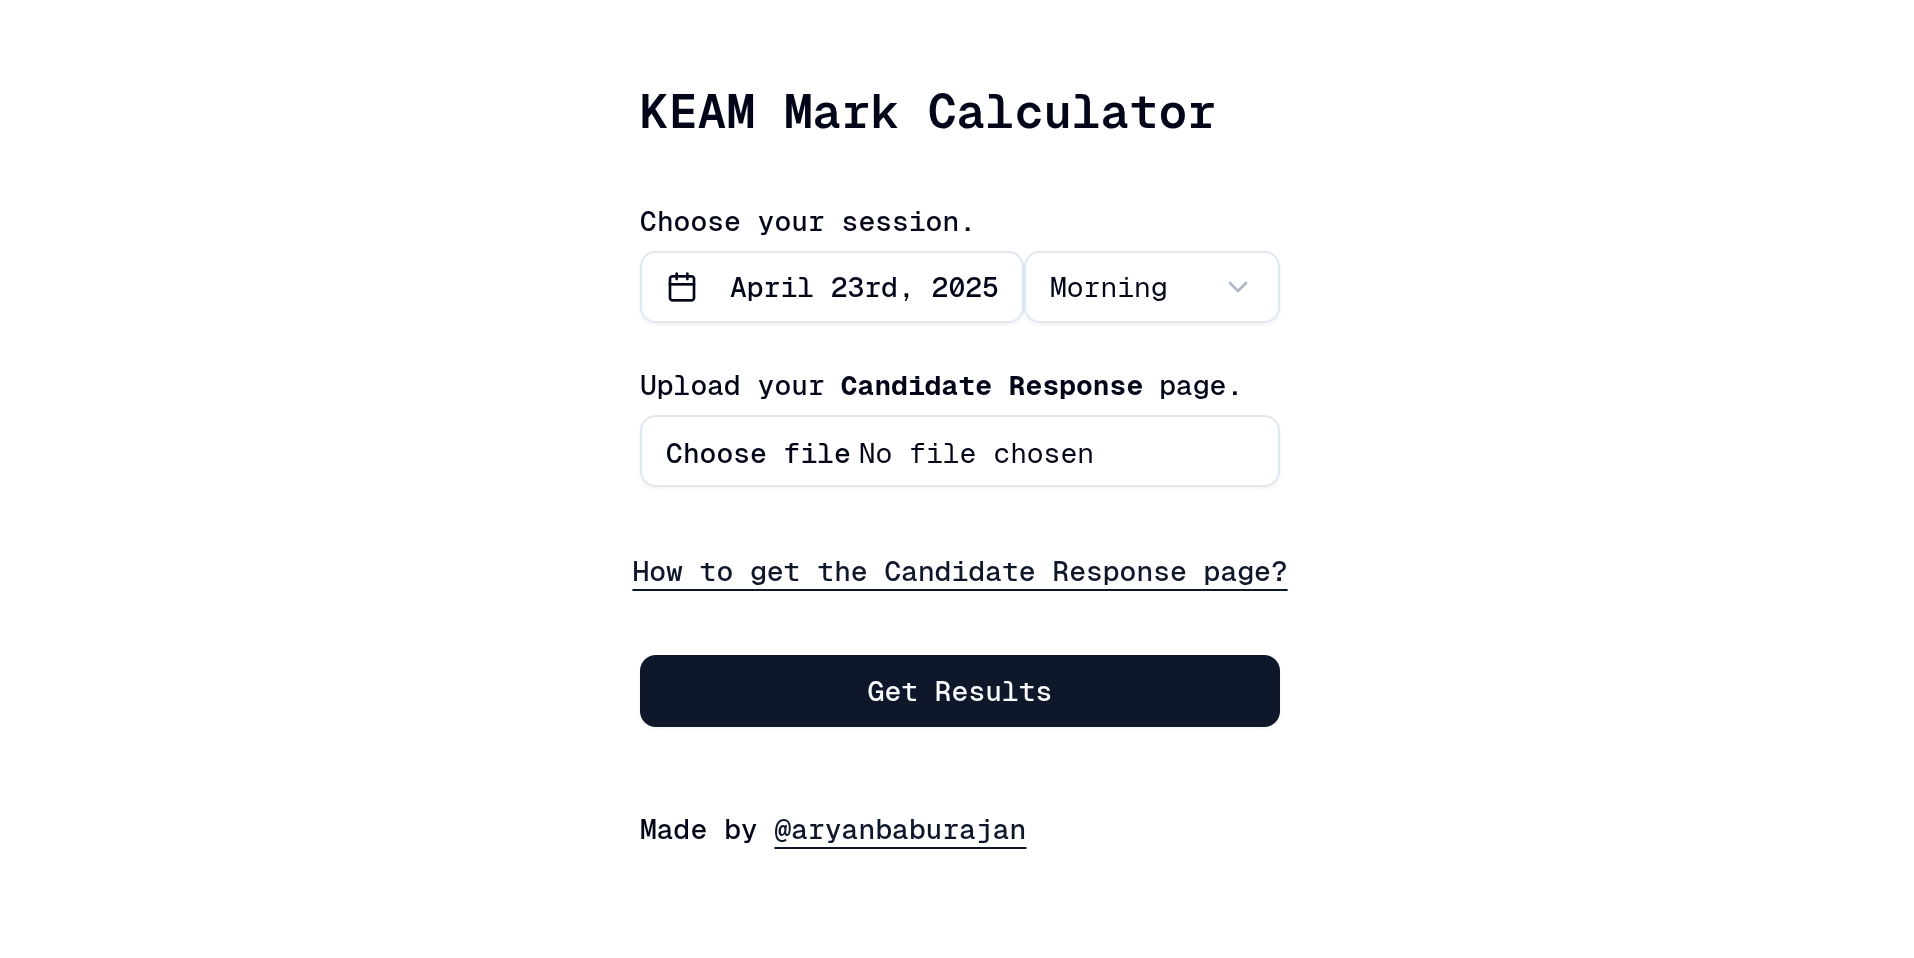 KEAM Mark Calculator
Choose your session.
April 23rd, 2025 Morning
Upload your Candidate Response page.
Choose file No file chosen
How to get the Candidate Response page?
Get Results
Made by @aryanbaburajan